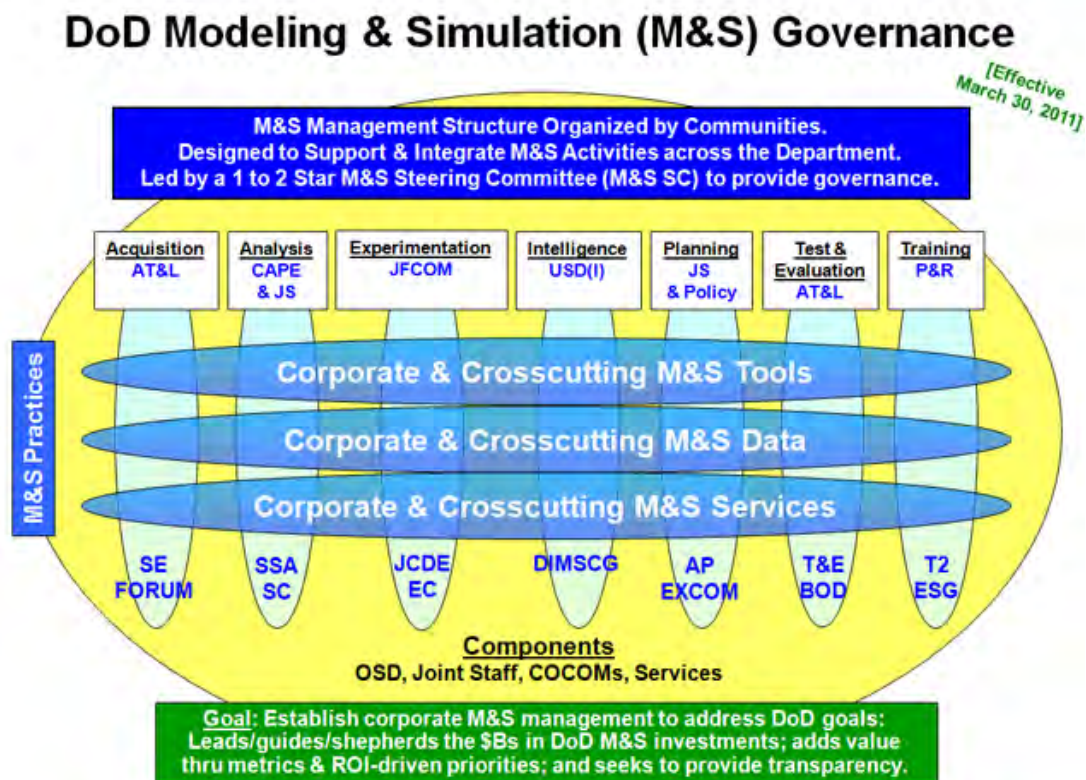 DoD Modeling & Simulation (M&S) Governance
[Effective
March 30, 2011]
M&S Management Structure Organized by Communities.
Designed to Support & Integrate M&S Activities across the Department.
Led by a 1 to 2 Star M&S Steering Committee (M&S SC) to provide governance.
Acquisition
AT&L
Analysis
CAPE
& JS
Experimentation
JFCOM
Intelligence
USD(I)
Planning
JS
& Policy
Test &
Evaluation
AT&L
Training
P&R
M&S Practices
Corporate & Crosscutting M&S Tools
Corporate & Crosscutting M&S Data
Corporate & Crosscutting M&S Services
SE
FORUM
SSA
SC
JCDE
EC
DIMSCG
AP
EXCOM
T&E
BOD
T2
ESG
Components
OSD, Joint Staff, COCOMs, Services
Goal: Establish corporate M&S management to address DoD goals:
Leads/guides/shepherds the $Bs in DoD M&S investments; adds value
thru metrics & ROI-driven priorities; and seeks to provide transparency.